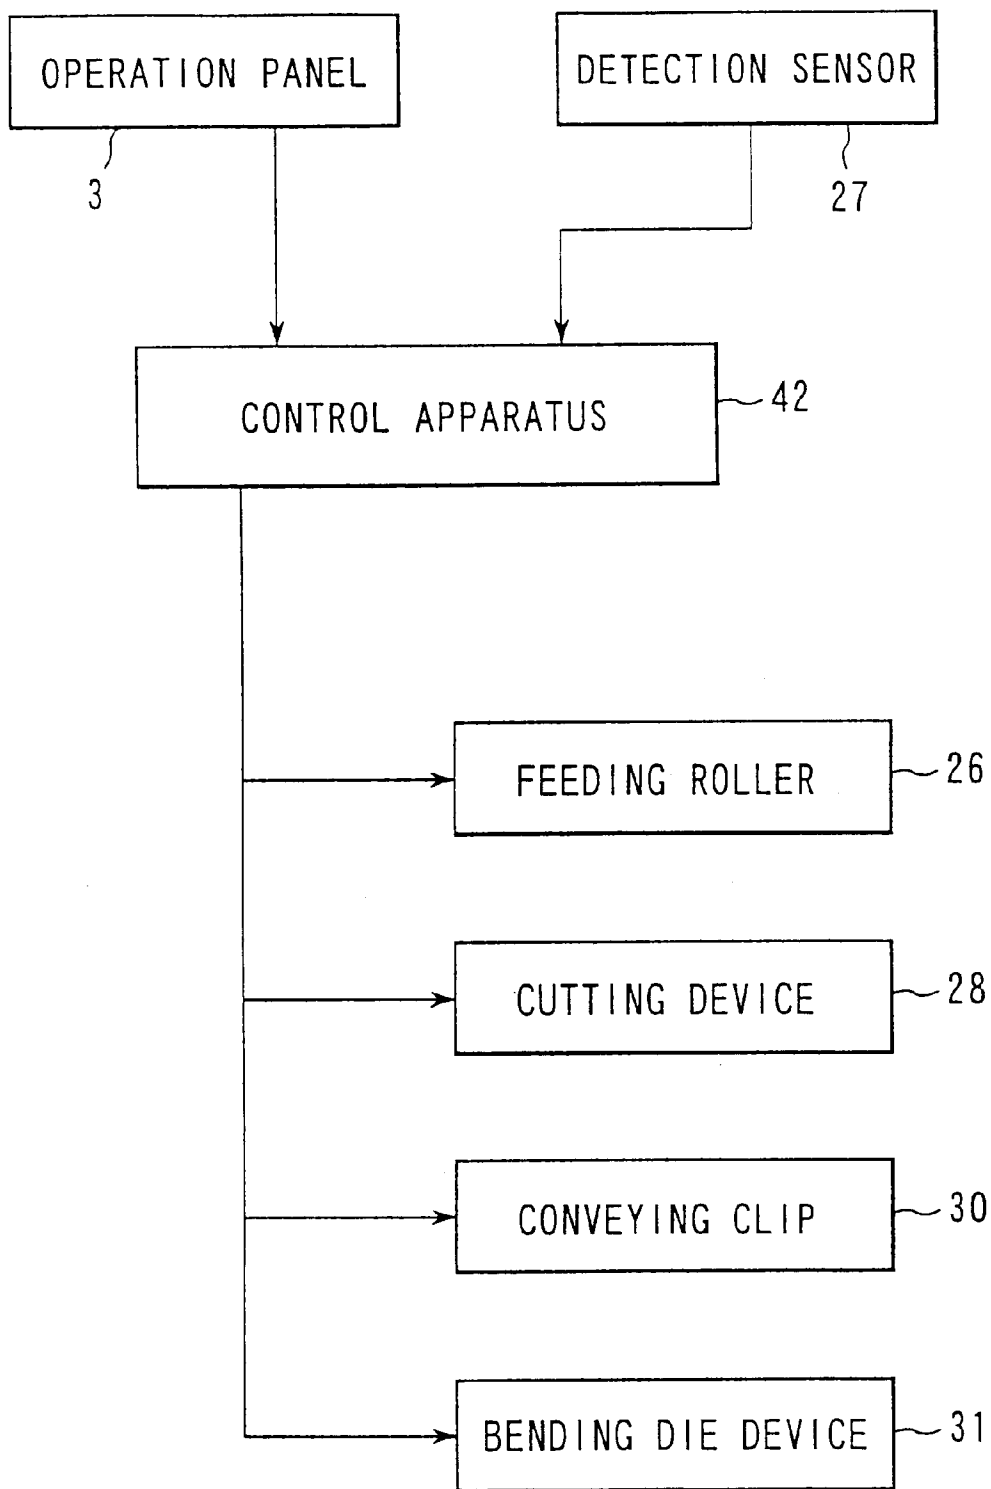 OPERATION PANEL
DETECTION SENSOR
3
27
CONTROL APPARATUS
42
FEEDING ROLLER
26
CUTTING DEVICE
28
CONVEYING CLIP
30
BENDING DIE DEVICE
31